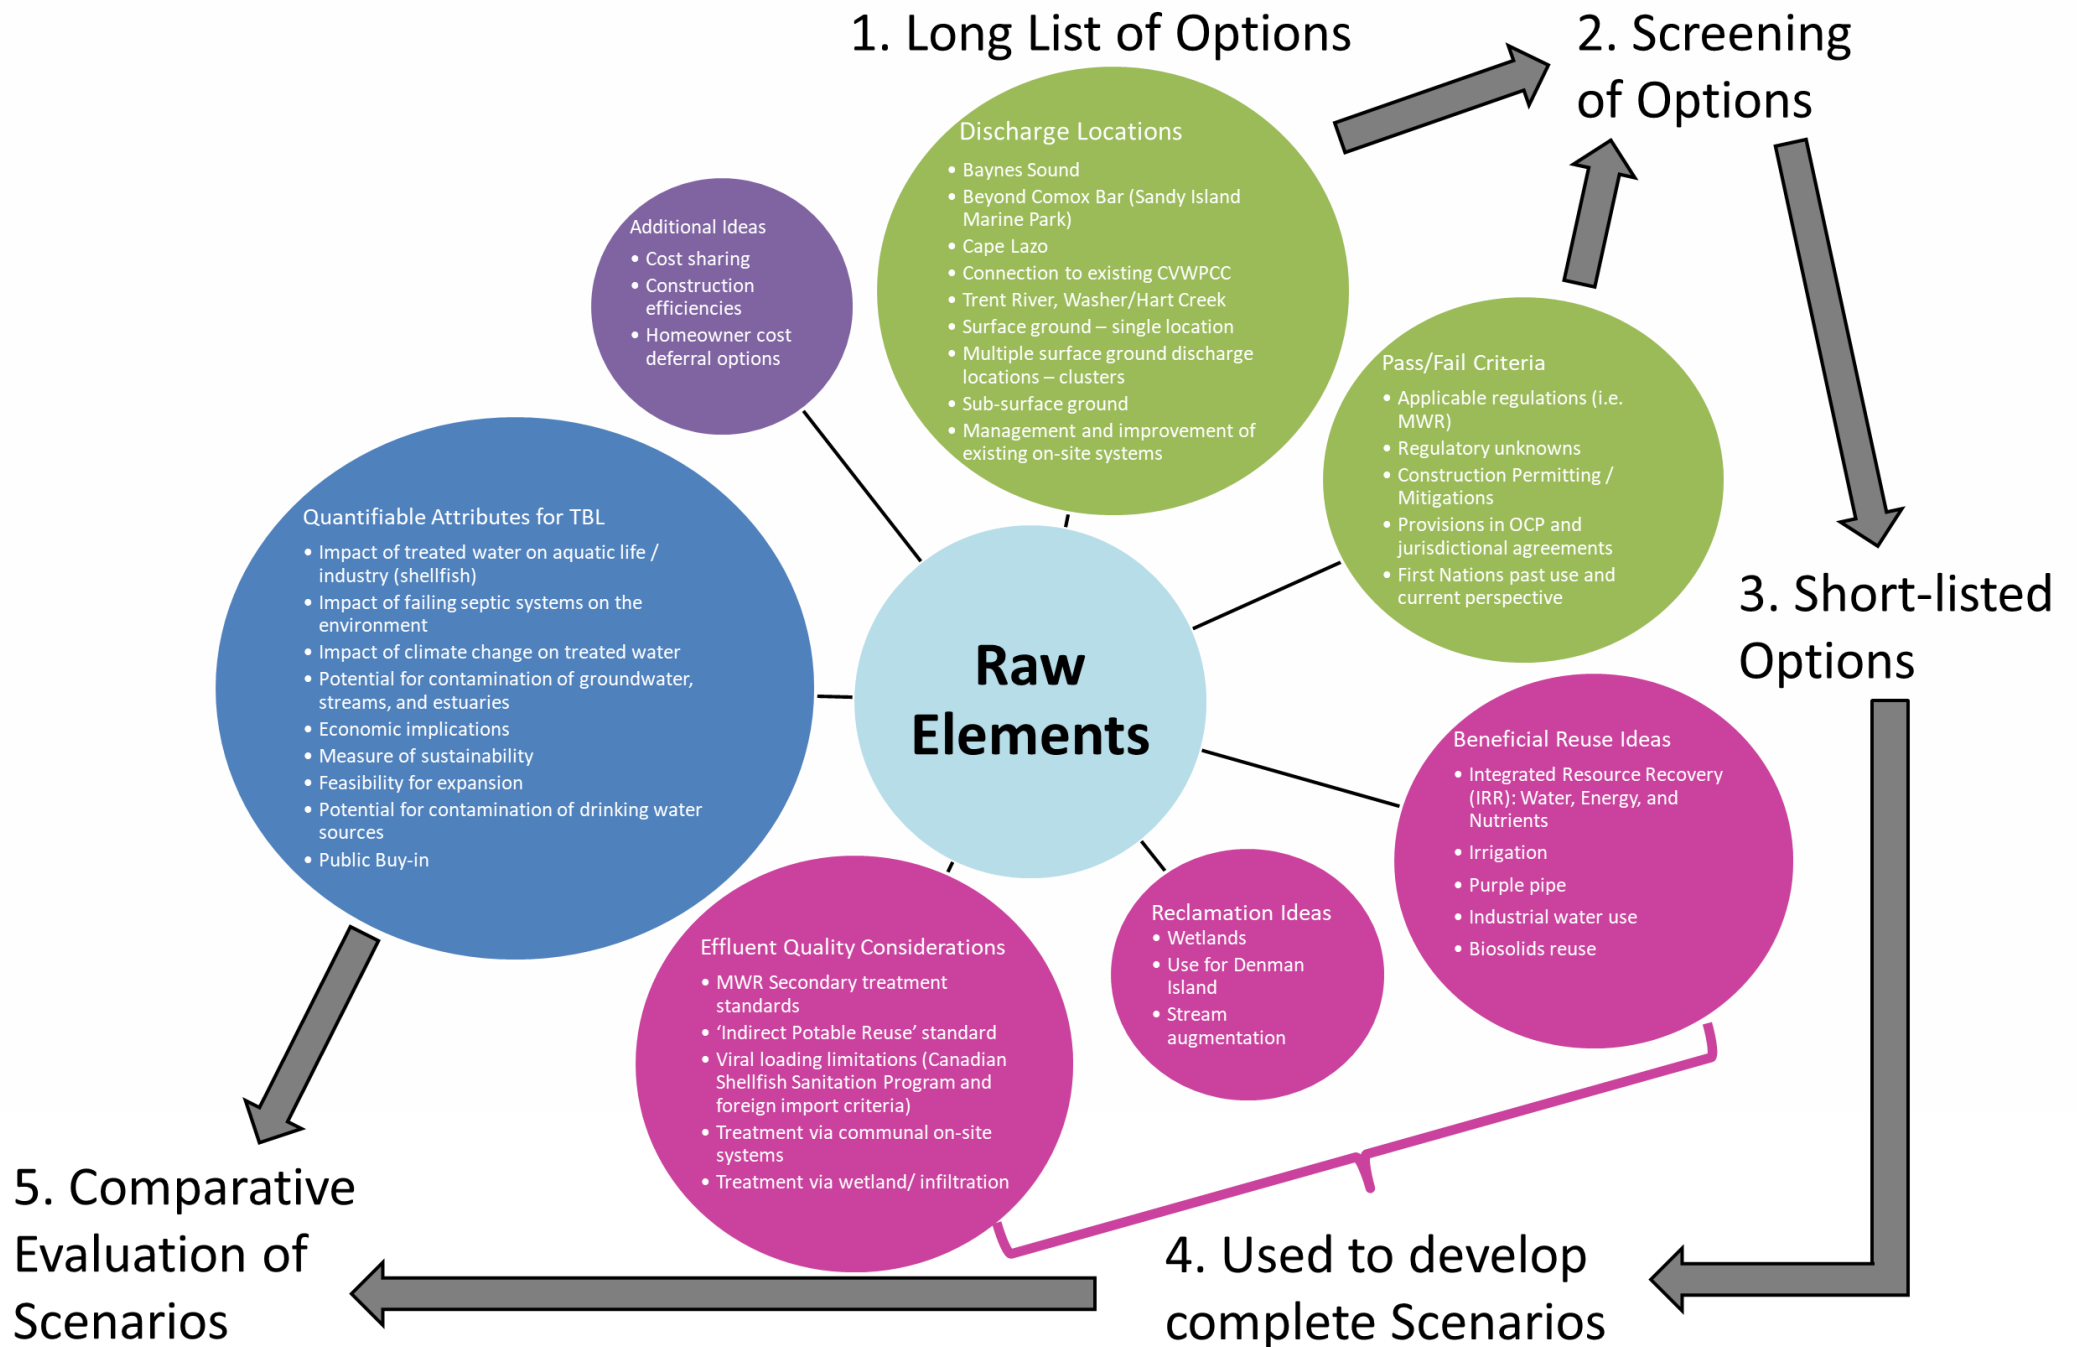 1. Long List of Options
2. Screening
of Options
Discharge Locations
• Baynes Sound
• Beyond Comox Bar (Sandy Island
Marine Park)
• Cape Lazo
• Connection to existing CVWPCC
• Trent River, Washer/Hart Creek
• Surface ground – single location
• Multiple surface ground discharge
locations – clusters
• Sub-surface ground
• Management and improvement of
existing on-site systems
Additional Ideas
• Cost sharing
• Construction
efficiencies
• Homeowner cost
deferral options
Pass/Fail Criteria
• Applicable regulations (i.e.
MWR)
• Regulatory unknowns
• Construction Permitting /
Mitigations
• Provisions in OCP and
jurisdictional agreements
• First Nations past use and
current perspective
Quantifiable Attributes for TBL
• Impact of treated water on aquatic life /
industry (shellfish)
• Impact of failing septic systems on the
environment
• Impact of climate change on treated water
• Potential for contamination of groundwater,
streams, and estuaries
• Economic implications
• Measure of sustainability
• Feasibility for expansion
• Potential for contamination of drinking water
sources
• Public Buy-in
Raw
Elements
3. Short-listed
Options
Beneficial Reuse Ideas
• Integrated Resource Recovery
(IRR): Water, Energy, and
Nutrients
• Irrigation
• Purple pipe
• Industrial water use
• Biosolids reuse
Reclamation Ideas
• Wetlands
• Use for Denman
Island
• Stream
augmentation
Effluent Quality Considerations
• MWR Secondary treatment
standards
• ‘Indirect Potable Reuse’ standard
• Viral loading limitations (Canadian
Shellfish Sanitation Program and
foreign import criteria)
• Treatment via communal on-site
systems
• Treatment via wetland/ infiltration
4. Used to develop
complete Scenarios
5. Comparative
Evaluation of
Scenarios